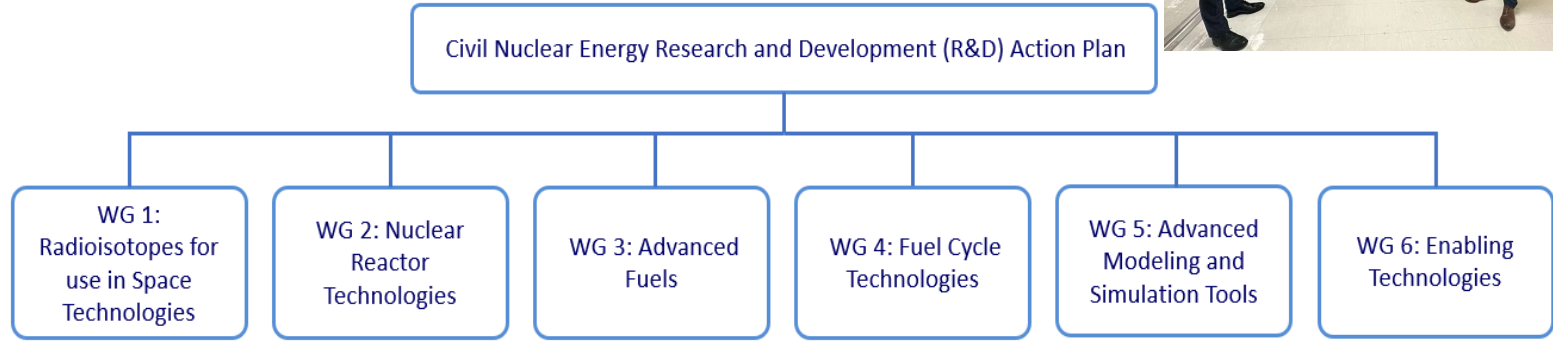 Civil Nuclear Energy Research and Development (R&D) Action Plan
WG 1:
Radioisotopes for
use in Space
Technologies
WG 2: Nuclear
Reactor
Technologies
WG 3: Advanced
Fuels
WG 4: Fuel Cycle
Technologies
WG 5: Advanced
Modeling and
Simulation Tools
WG 6: Enabling
Technologies